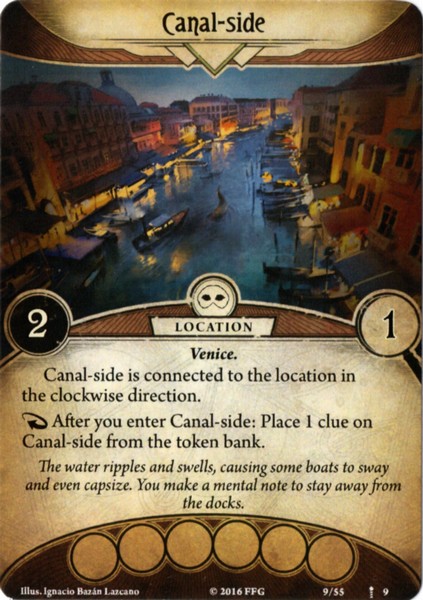 Canal-side
2
LOCATION
1
Venice.
Canal-side is connected to the location in
the clockwise direction.
After you enter Canal-side: Place 1 clue on
Canal-side from the token bank.
The water ripples and swells, causing some boats to sway
and even capsize. You make a mental note to stay away from
the docks.
Illus. Ignacio Bazán Lazcano © 2016 FFG 9/55 9